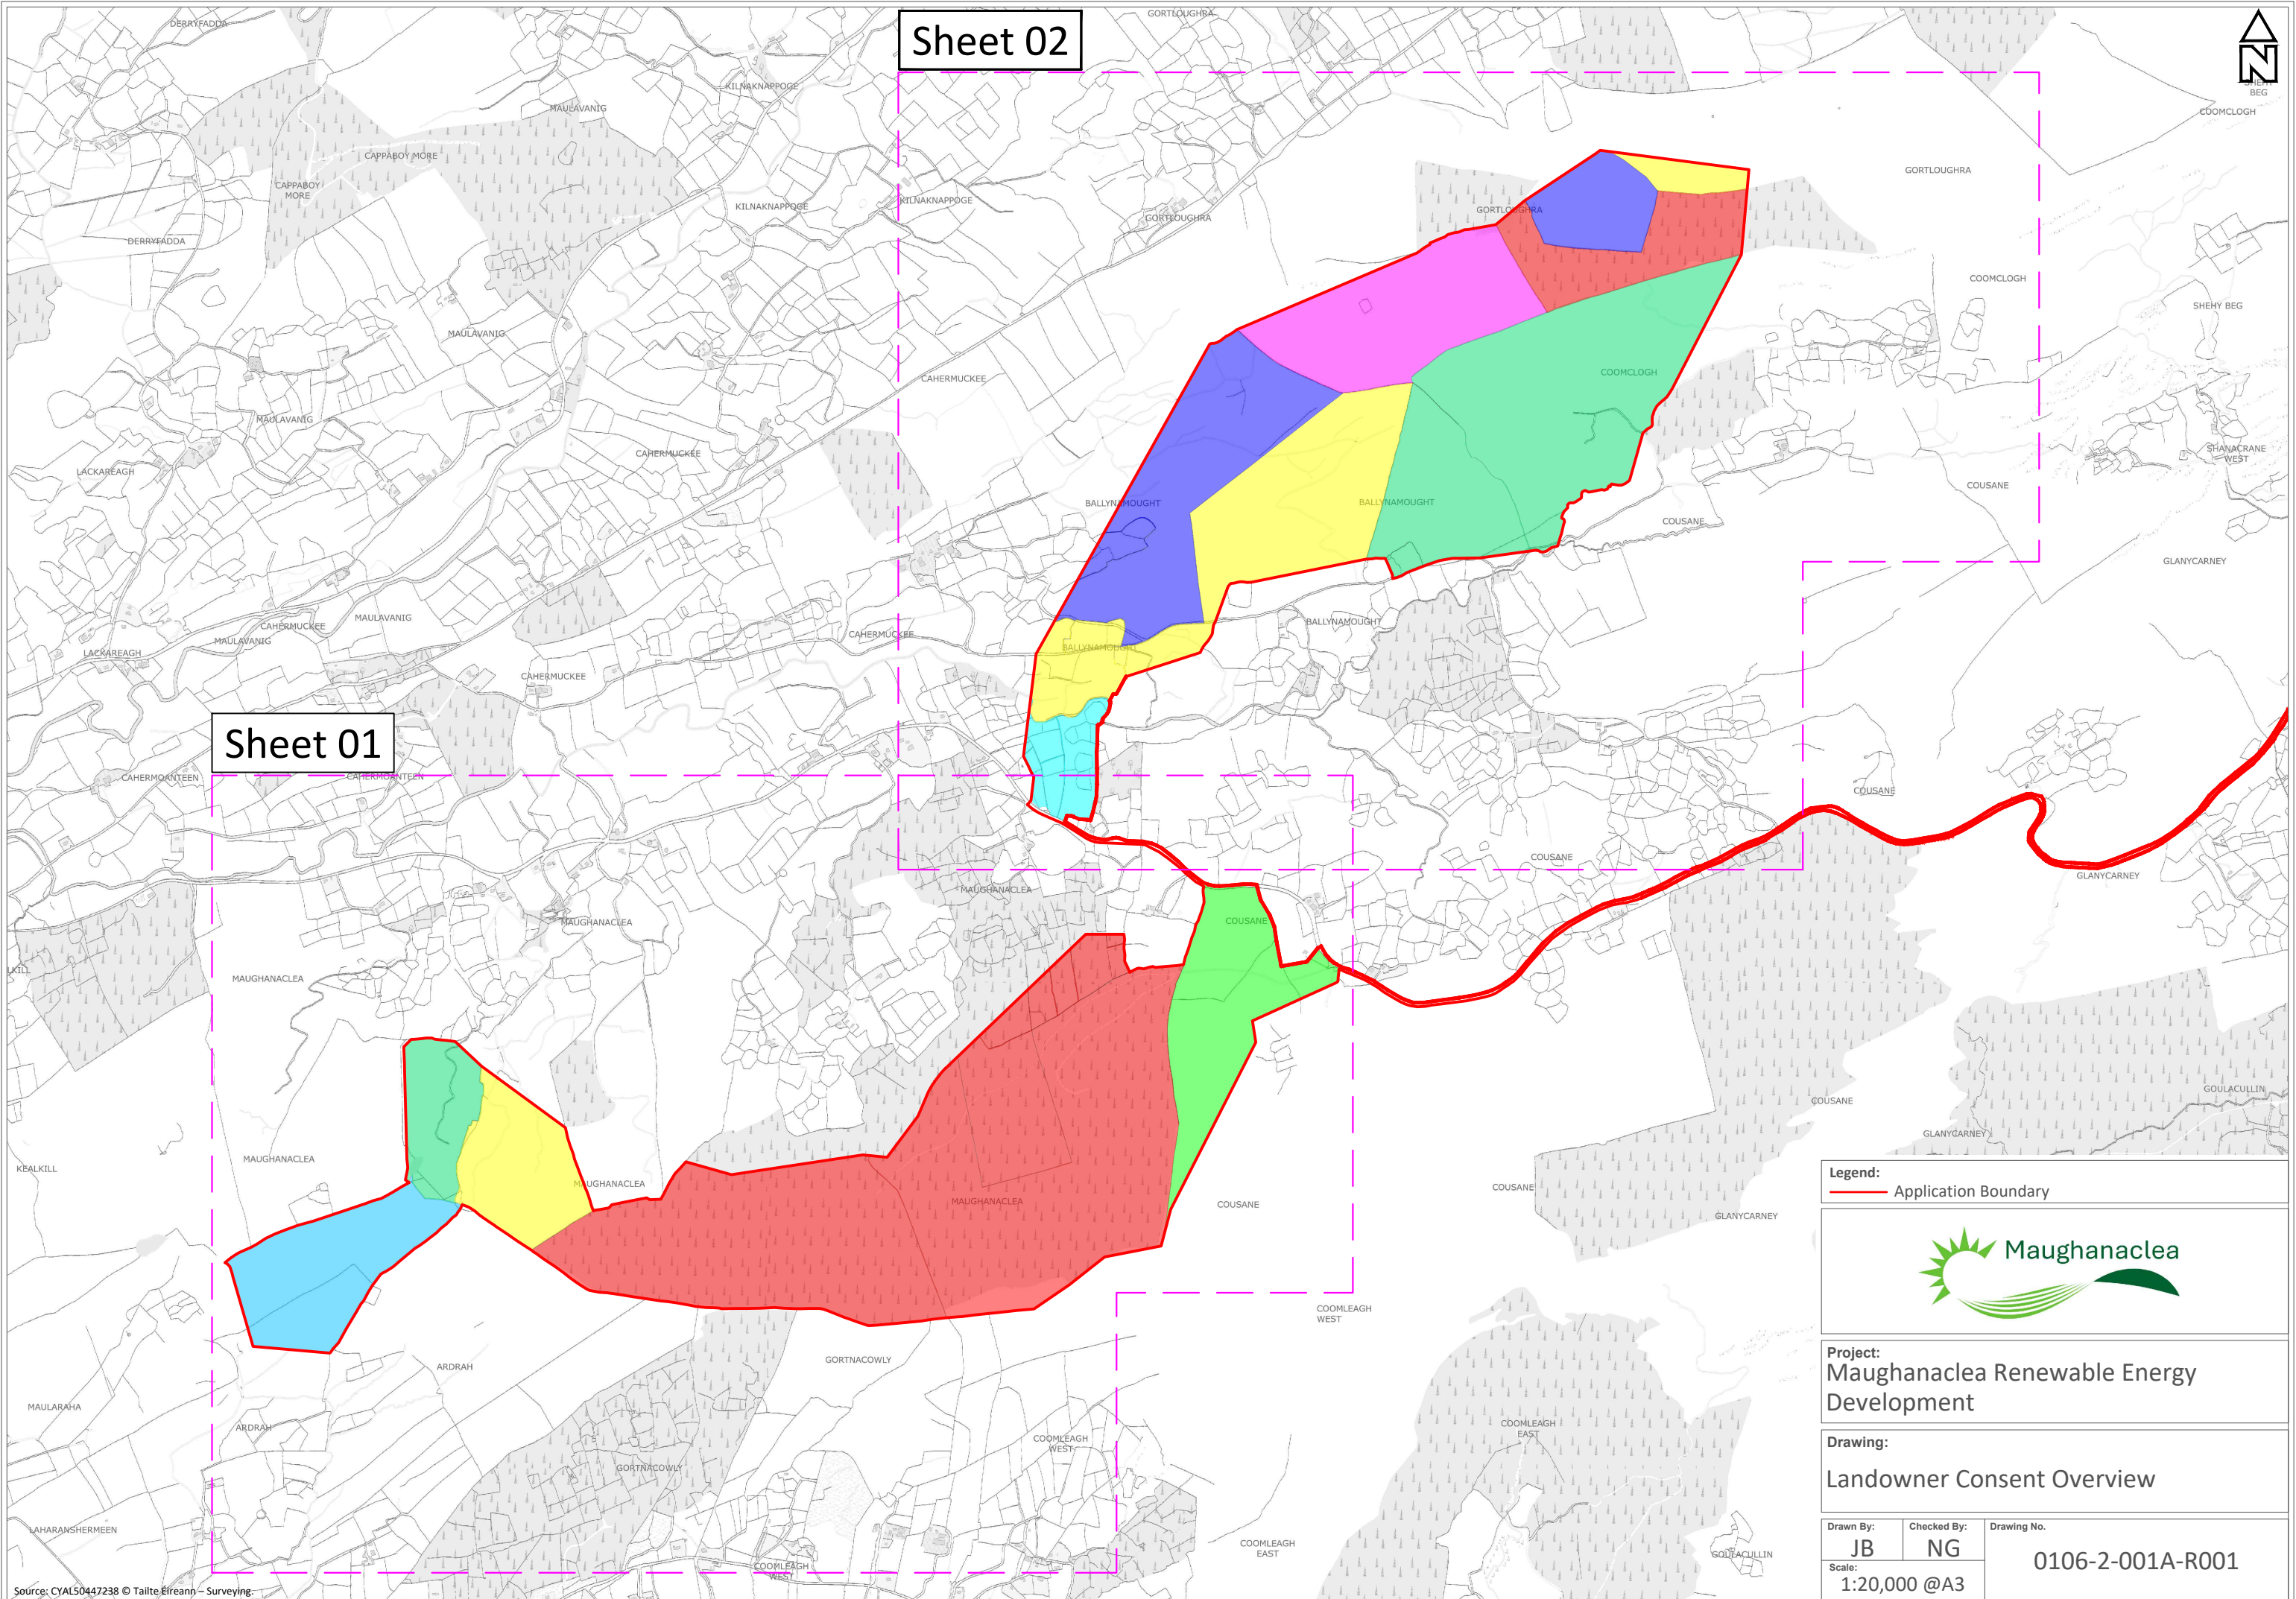 DERRYFADDA
GORTLOUGHRA
Sheet 02
N
SHEHY
BEG
KILNAKNAPPOGE
MAULAVANIG
COOMCLOGH
CAPPABOY MORE
CAPPABOY
MORE
GORTLOUGHRA
KILNAKNAPPOGE
KILNAKNAPPOGE
GORTLOUGHRA
GORTLOUGHRA
DERRYFADDA
COOMCLOGH
SHEHY BEG
MAULAVANIG
COOMCLOGH
CAHERMUCKEE
MAULAVANIG
CAHERMUCKEE
SHANACRANE
WEST
LACKAREAGH
COUSANE
BALLYNAMOUGHT
BALLYNAMOUGHT
COUSANE
GLANYCARNEY
MAULAVANIG
CAHERMUCKEE
BALLYNAMOUGHT
MAULAVANIG
CAHERMUCKEE
LACKAREAGH
BALLYNAMOUGHT
CAHERMUCKEE
Sheet 01
CAHERMOANTEEN
CAHERMOANTEEN
COUSANE
COUSANE
GLANYCARNEY
MAUGHANACLEA
MAUGHANACLEA
COUSANE
LKILL
MAUGHANACLEA
GOULACULLIN
COUSANE
GLANYCARNEY
MAUGHANACLEA
KEALKILL
MAUGHANACLEA
MAUGHANACLEA
COUSANE
COUSANE
GLANYCARNEY
COOMLEAGH
WEST
GORTNACOWLY
ARDRAH
MAULARAHA
ARDRAH
COOMLEAGH
EAST
COOMLEAGH
WEST
GORTNACOWLY
LAHARANSHERMEEN
COOMLEAGH
EAST
GOULACULLIN
COOMLEAGH
WEST
Source: CYAL50447238 © Tailte Éireann – Surveying.
Legend:
Application Boundary
Maughanaclea
Project:
Maughanaclea Renewable Energy
Development
Drawing:
Landowner Consent Overview
Drawn By:
JB
Checked By:
NG
Drawing No.
0106-2-001A-R001
Scale:
1:20,000 @A3